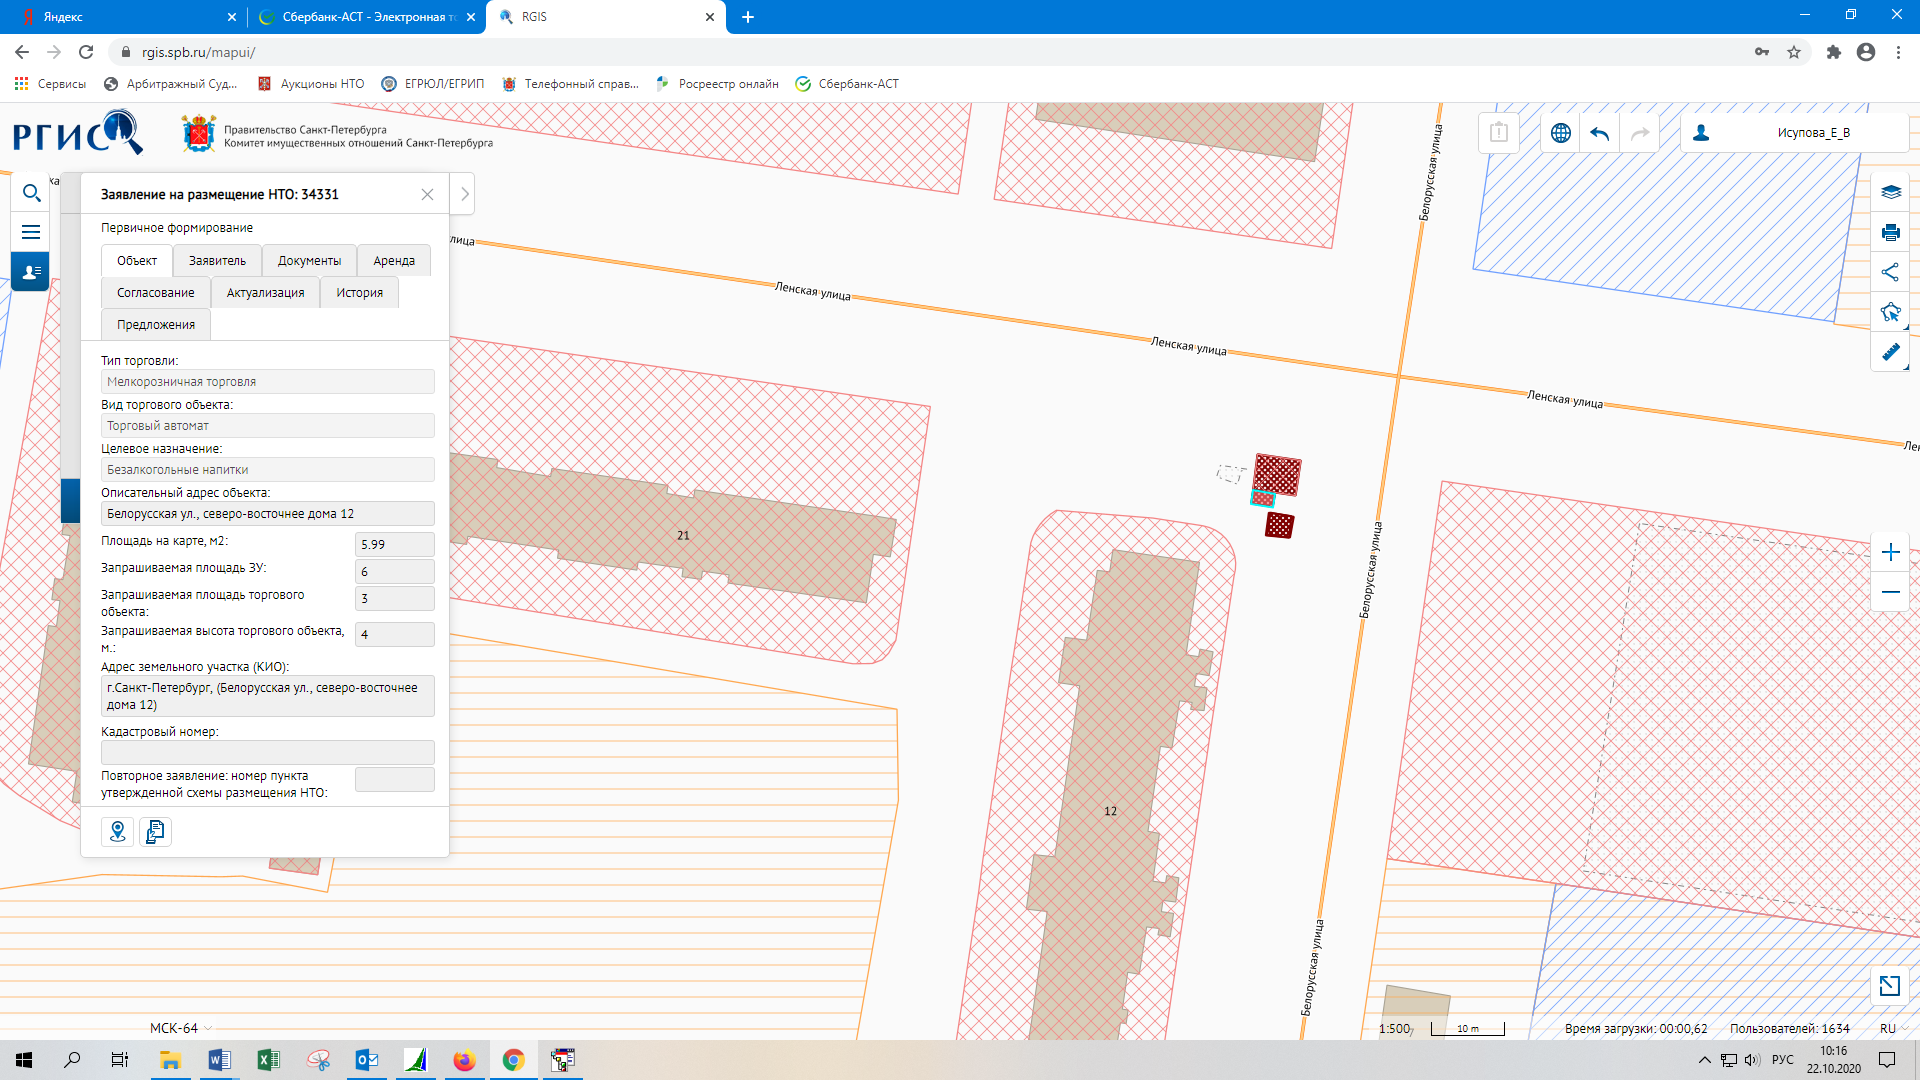 Яндекс
Сбербанк-АСТ - Электронная то
RGIS
rgis.spb.ru/mapui/
Сервисы
Арбитражный Суд...
Аукционы НТО
ЕГРЮЛ/ЕГРИП
Телефонный справ...
Росреестр онлайн
Сбербанк-АСТ
РГИС
Правительство Санкт-Петербурга
Комитет имущественных отношений Санкт-Петербурга
Исупова_Е_В
Заявление на размещение НТО: 34331
Первичное формирование
Объект
Заявитель
Документы
Аренда
Согласование
Актуализация
История
Предложения
Тип торговли:
Мелкорозничная торговля
Вид торгового объекта:
Торговый автомат
Целевое назначение:
Безалкогольные напитки
Описательный адрес объекта:
Белорусская ул., северо-восточнее дома 12
Площадь на карте, м2:
5.99
Запрашиваемая площадь ЗУ:
6
Запрашиваемая площадь торгового
объекта:
3
Запрашиваемая высота торгового объекта,
м.:
4
Адрес земельного участка (КИО):
г.Санкт-Петербург, (Белорусская ул., северо-восточнее
дома 12)
Кадастровый номер:
Повторное заявление: номер пункта
утвержденной схемы размещения НТО:
ка
улица
Ленская улица
Ленская улица
Ленская улица
Лен
Белорусская улица
Белорусская улица
Белорусская улица
21
12
МСК-64
1:500
10 m
Время загрузки: 00:00,62
Пользователей: 1634
RU
РУС
10:16
22.10.2020